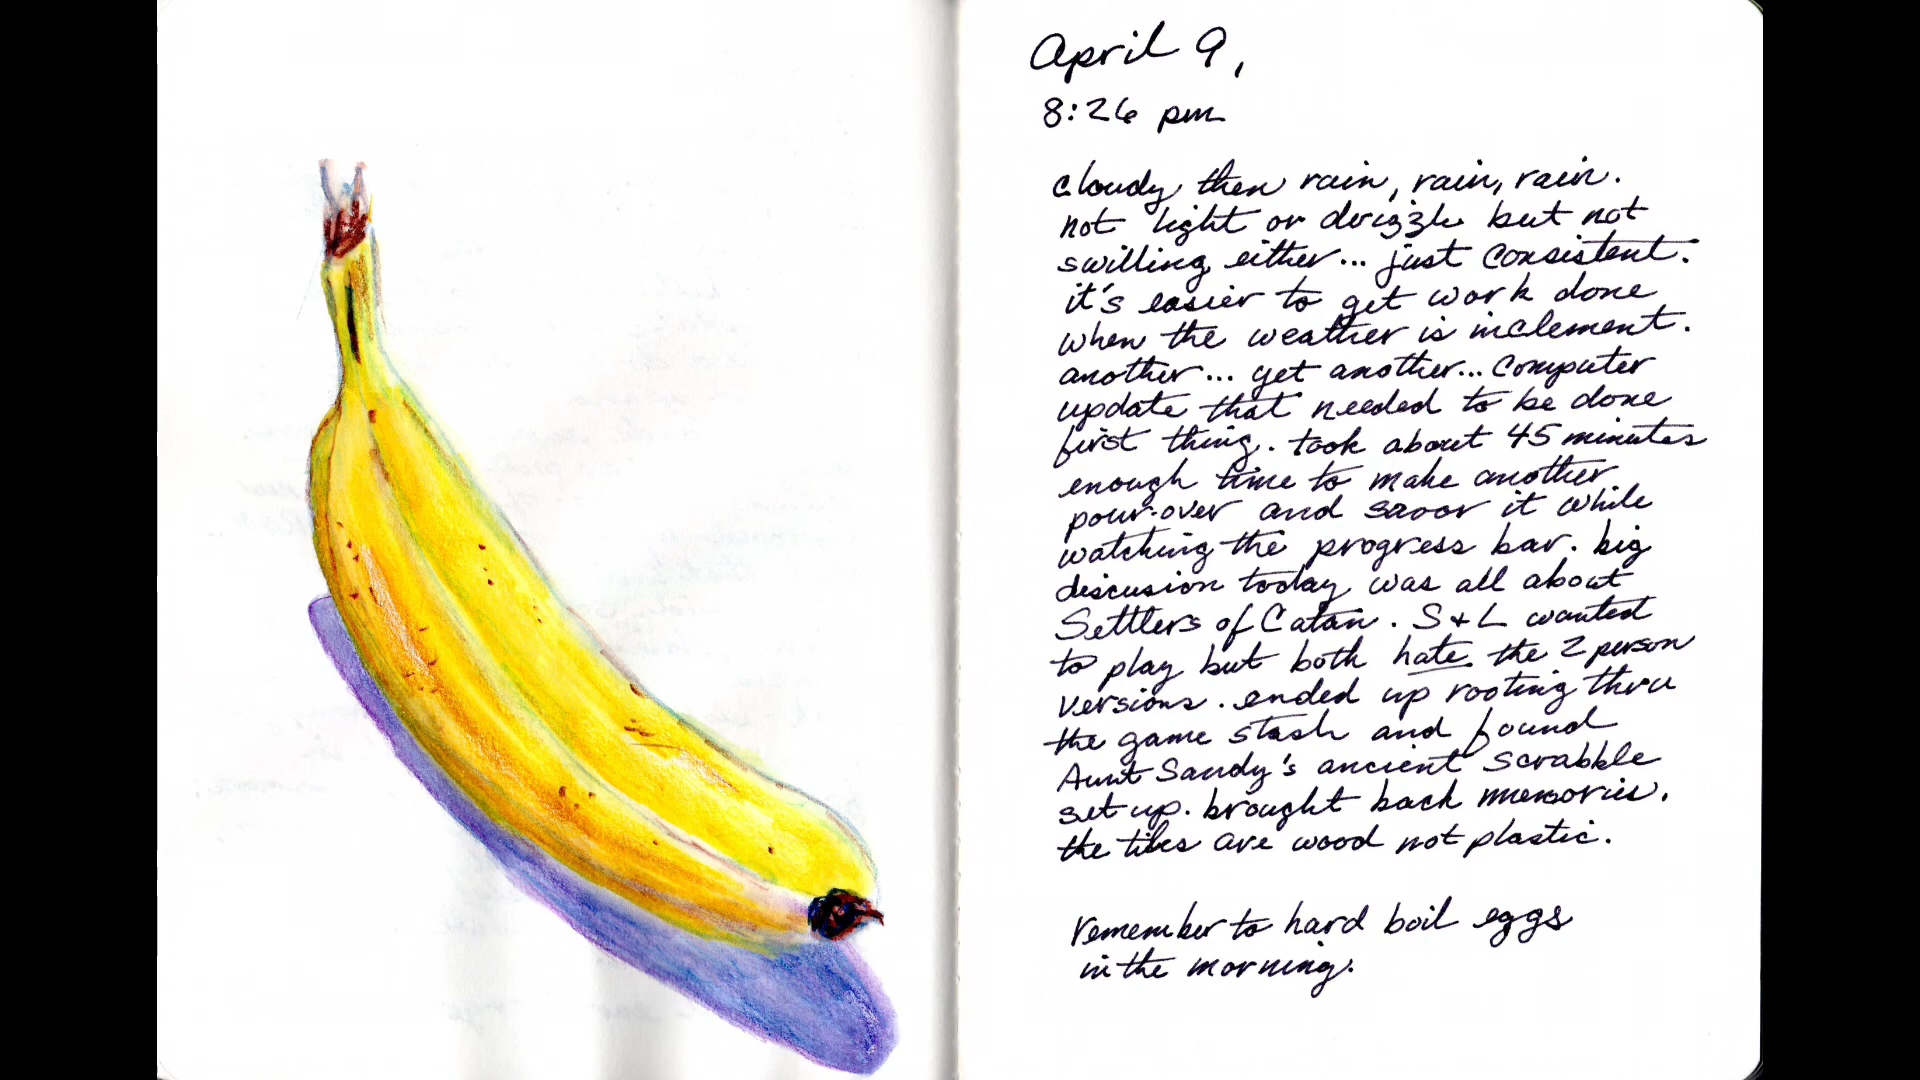 April 9,
8:26 pm
cloudy then rain, rain, rain.
not light or drizzle but not
swilling either... just consistent.
it's easier to get work done
when the weather is inclement.
another... yet another... computer
update that needed to be done
first thing. took about 45 minutes
enough time to make another
pour-over and savor it while
watching the progress bar. big
discusion today was all about
Settlers of Catan. S + L wanted
to play but both hate the 2 person
versions. ended up rooting thru
the game stash and found
Aunt Sandy's ancient scrabble
set up. brought back memories.
the tiles are wood not plastic.
remember to hard boil eggs
in the morning.